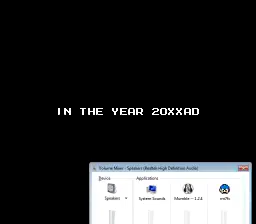 IN THE YEAR 20XXAD
Volume Mixer - Speakers (Realtek High Definition Audio)
Device
Applications
Speakers
System Sounds
Mumble -- 1.2.4